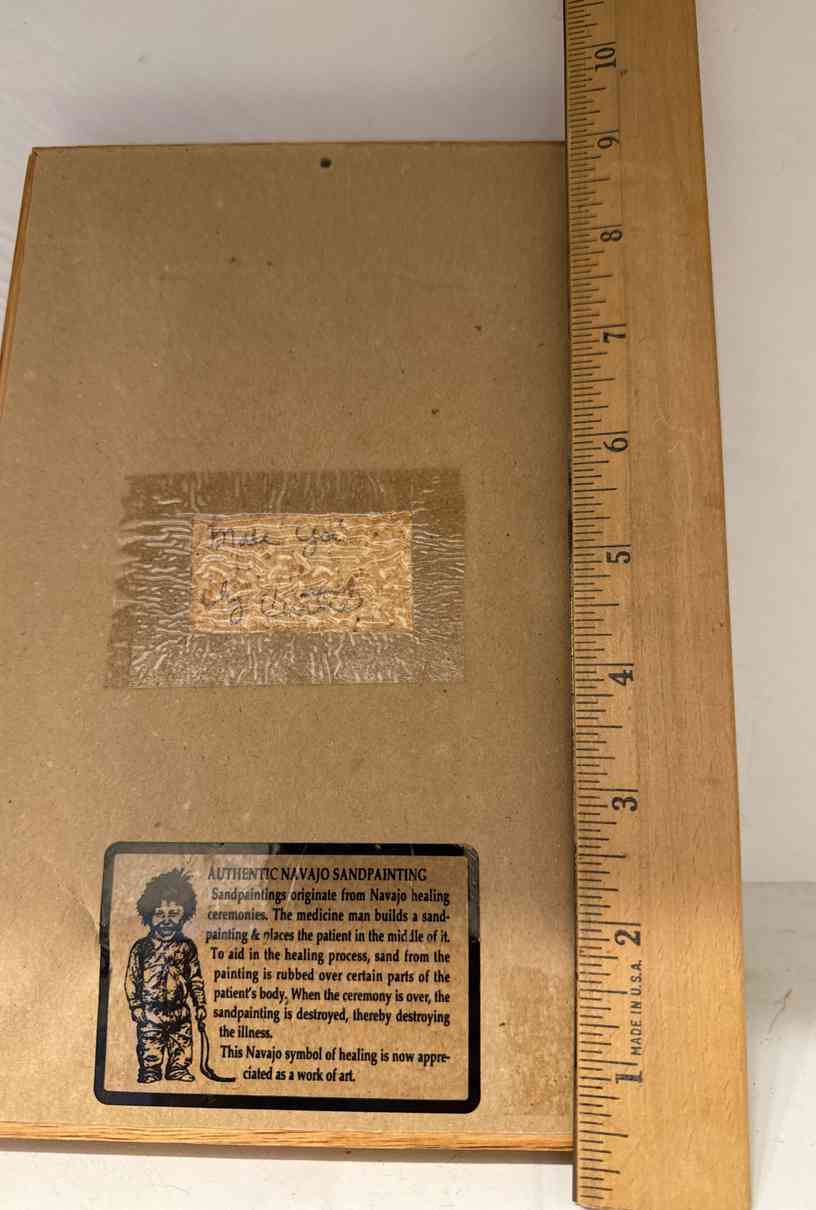 10
9
8
7
6
5
4
3
2
1
MADE IN U.S.A.
by
AUTHENTIC NAVAJO SANDPAINTING
Sandpaintings originate from Navajo healing
ceremonies. The medicine man builds a sand-
painting & places the patient in the middle of it.
To aid in the healing process, sand from the
painting is rubbed over certain parts of the
patient's body. When the ceremony is over, the
sandpainting is destroyed, thereby destroying
the illness.
This Navajo symbol of healing is now appre-
ciated as a work of art.